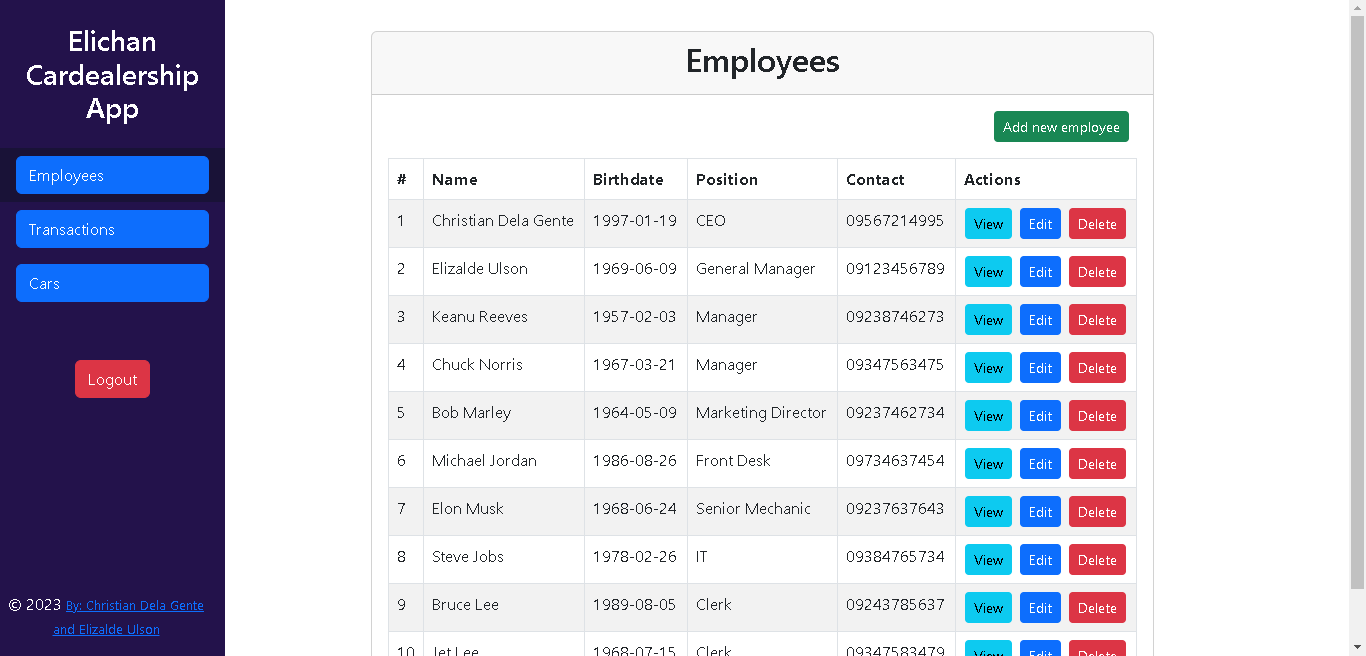 Elichan
Cardealership
App
Employees
Transactions
Cars
Logout
© 2023 By: Christian Dela Gente
and Elizalde Ulson
Employees
Add new employee
# Name Birthdate Position Contact Actions
1 Christian Dela Gente 1997-01-19 CEO 09567214995 View Edit Delete
2 Elizalde Ulson 1969-06-09 General Manager 09123456789 View Edit Delete
3 Keanu Reeves 1957-02-03 Manager 09238746273 View Edit Delete
4 Chuck Norris 1967-03-21 Manager 09347563475 View Edit Delete
5 Bob Marley 1964-05-09 Marketing Director 09237462734 View Edit Delete
6 Michael Jordan 1986-08-26 Front Desk 09734637454 View Edit Delete
7 Elon Musk 1968-06-24 Senior Mechanic 09237637643 View Edit Delete
8 Steve Jobs 1978-02-26 IT 09384765734 View Edit Delete
9 Bruce Lee 1989-08-05 Clerk 09243785637 View Edit Delete
10 Jet Lee 1968-07-15 Clerk 09347583479 View Edit Delete